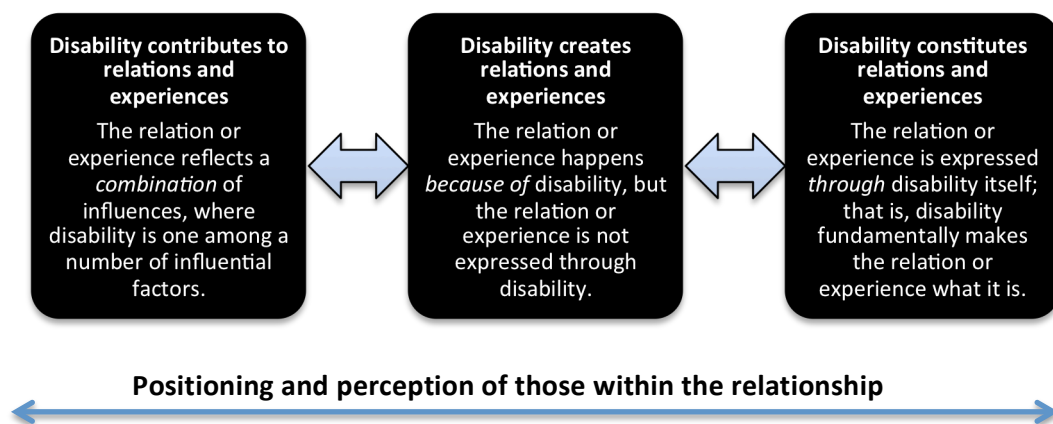 Disability contributes to
relations and
experiences
The relation or
experience reflects a
combination of
influences, where
disability is one among a
number of influential
factors.
Disability creates
relations and
experiences
The relation or
experience happens
because of disability, but
the relation or
experience is not
expressed through
disability.
Disability constitutes
relations and
experiences
The relation or
experience is expressed
through disability itself;
that is, disability
fundamentally makes
the relation or
experience what it is.
Positioning and perception of those within the relationship